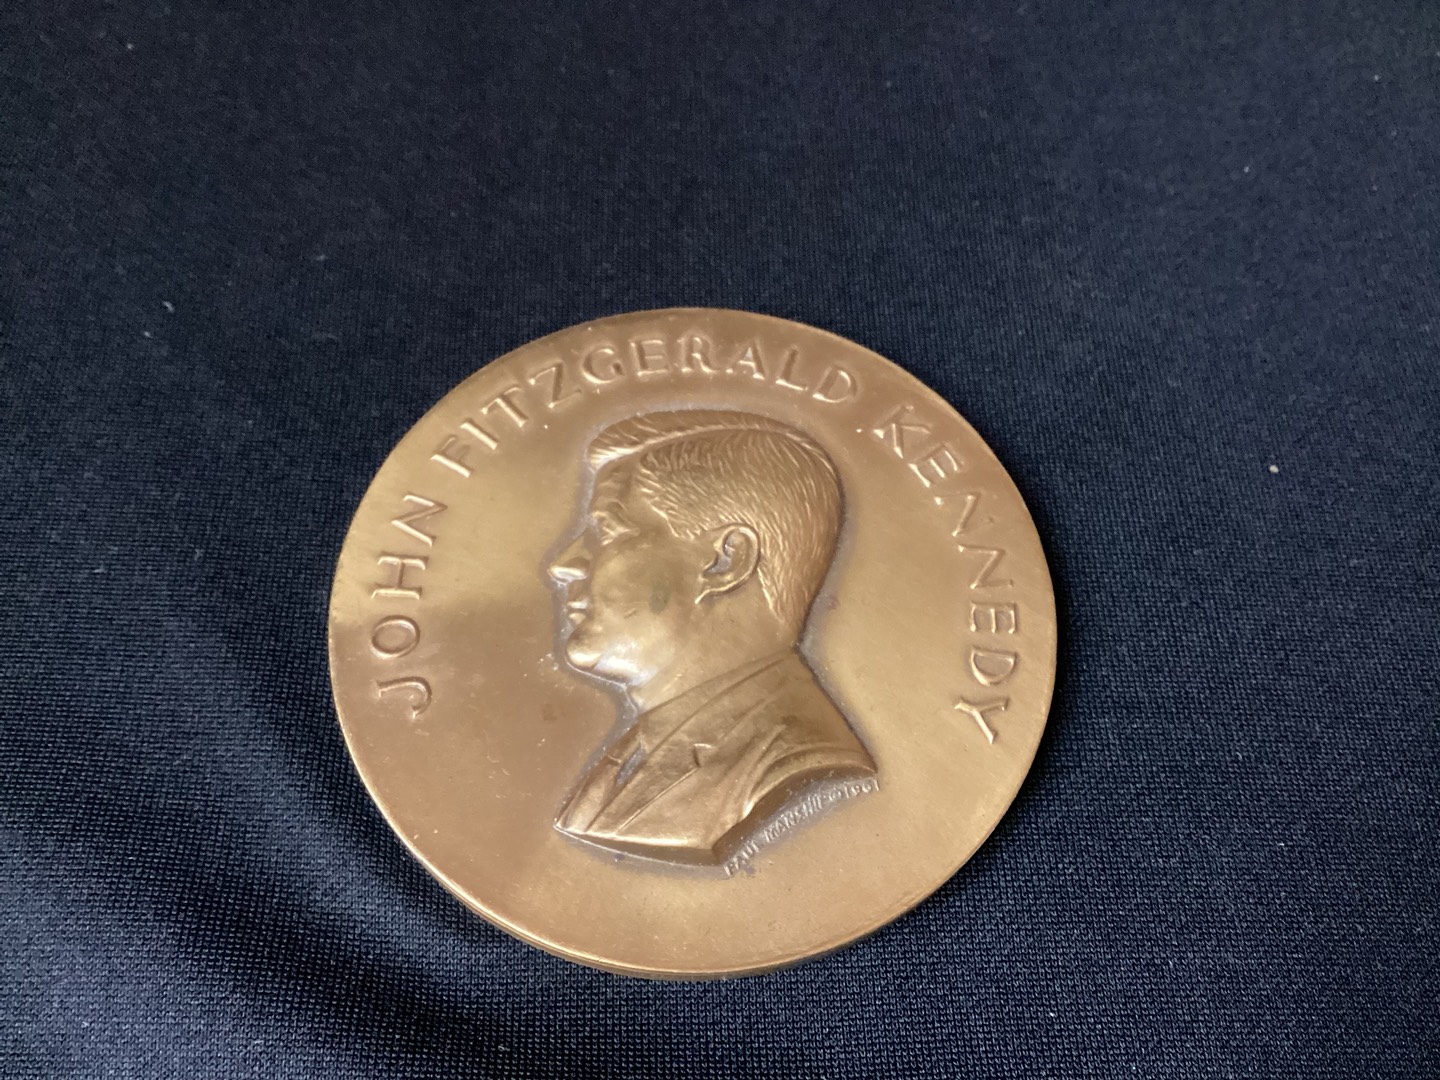 JOHN FITZGERALD KENNEDY
PAUL MANSHIP © 1961